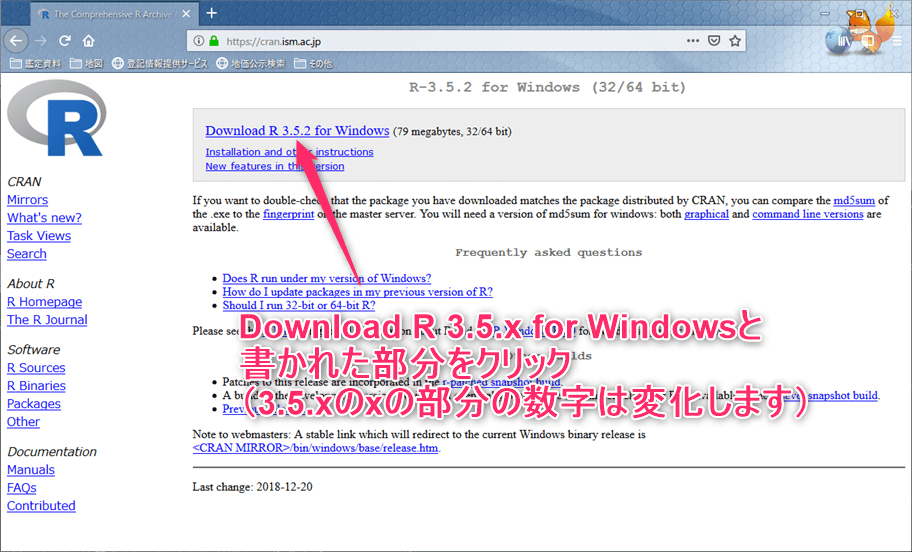 The Comprehensive R Archive
https://cran.ism.ac.jp
鑑定資料 地図 登記情報提供サービス 地価公示検索 その他
R-3.5.2 for Windows (32/64 bit)
R
Download R 3.5.2 for Windows (79 megabytes, 32/64 bit)
Installation and other instructions
New features in this version
CRAN
Mirrors
What's new?
Task Views
Search
About R
R Homepage
The R Journal
Software
R Sources
R Binaries
Packages
Other
Documentation
Manuals
FAQs
Contributed
If you want to double-check that the package you have downloaded matches the package distributed by CRAN, you can compare the md5sum of
the .exe to the fingerprint on the master server. You will need a version of md5sum for windows: both graphical and command line versions are
available.
Frequently asked questions
Does R run under my version of Windows?
How do I update packages in my previous version of R?
Should I run 32-bit or 64-bit R?
Please see
Download R 3.5.x for Windowsと
書かれた部分をクリック
(3.5.xのxの部分の数字は変化します)
Patches to this release are incorporated in the r-patched snapshot build.
A build snapshot build.
Note to webmasters: A stable link which will redirect to the current Windows binary release is
<CRAN MIRROR>/bin/windows/base/release.htm.
Last change: 2018-12-20